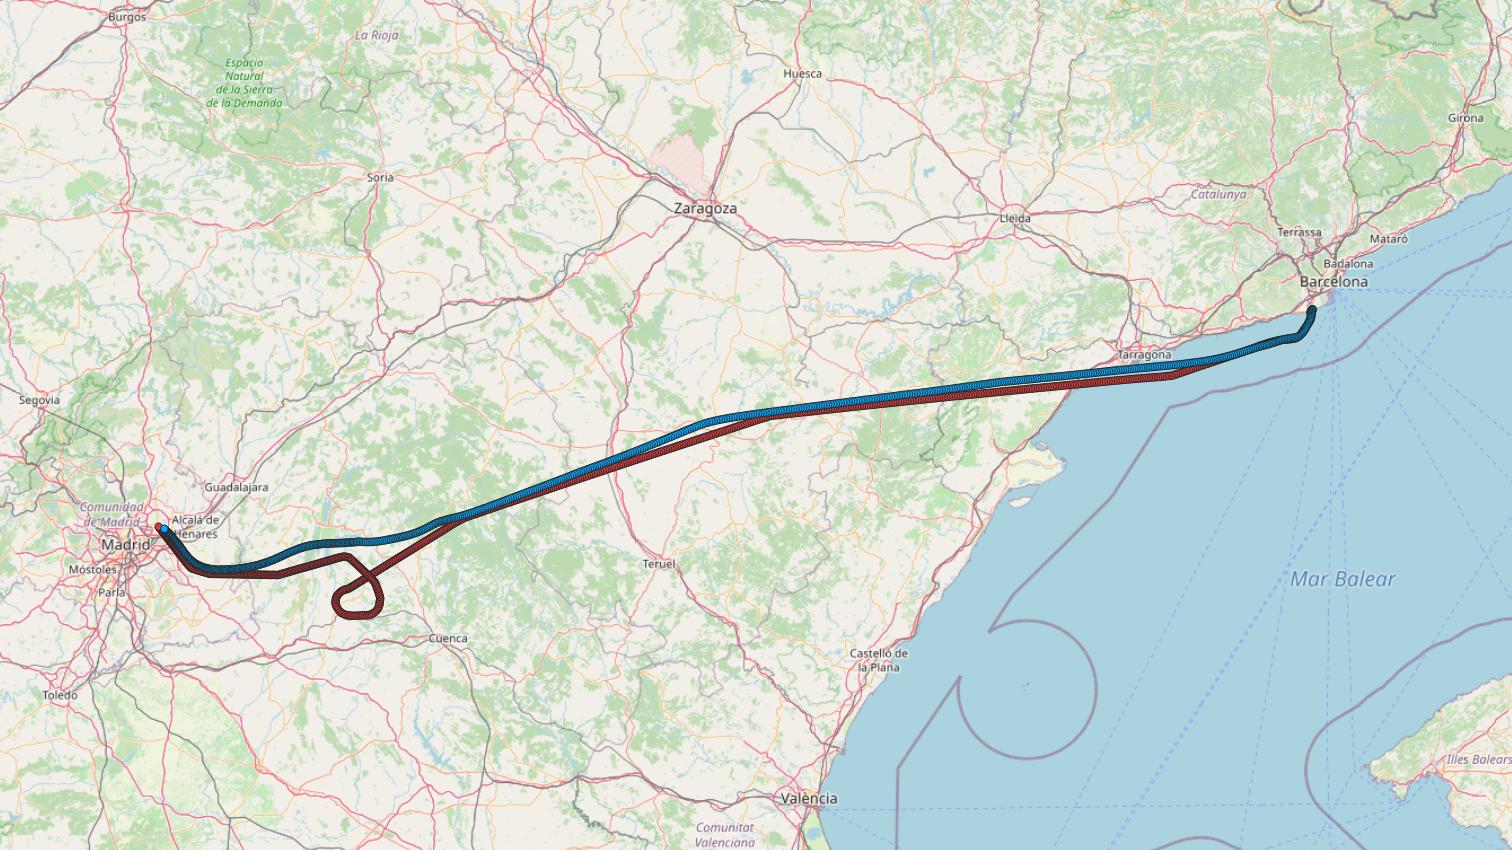 Burgos
La Rioja
Espacio
Natural
de la Sierra
de la Demanda
Huesca
Girona
Soria
Zaragoza
Lleida
Catalunya
Terrassa
Mataró
Badalona
Barcelona
Tarragona
Segovia
Guadalajara
Comunidad
de Madrid
Alcalá de
Henares
Madrid
Móstoles
Parla
Teruel
Mar Balear
Cuenca
Castelló de
la Plana
Toledo
Illes Balears
València
Comunitat
Valenciana